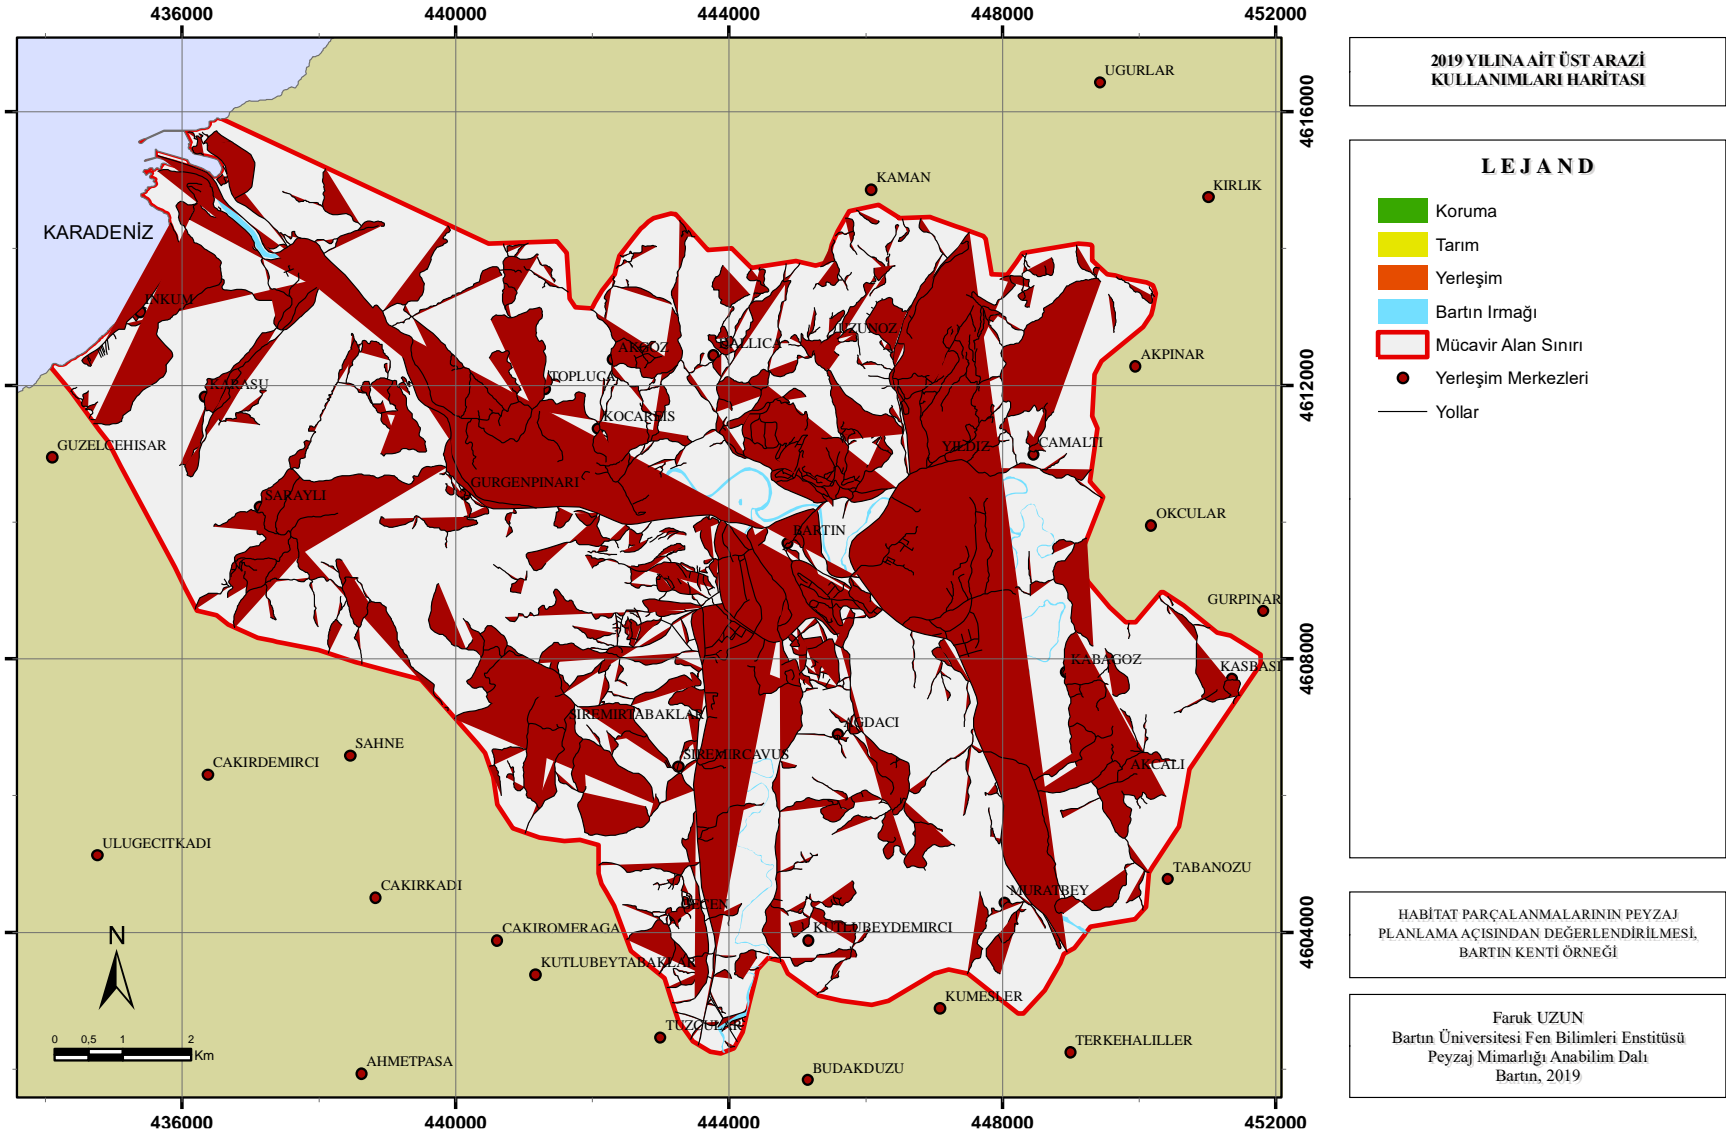 436000
440000
444000
448000
452000
UGURLAR
4616000
KAMAN
KIRLIK
KARADENİZ
INKUM
UZUNOZ
BALLICA
AKGOZ
AKPINAR
TOPLUCA
KARASU
4612000
KOCAREIS
GUZELCEHISAR
YILDIZ
CAMALTI
GURGENPINARI
SARAYLI
OKCULAR
BARTIN
GURPINAR
4608000
KABAGOZ
KASBASI
SIREMIRTABAKLAR
AGDACI
SAHNE
SIREMIRCAVUS
CAKIRDEMIRCI
AKCALI
ULUGECITKADI
TABANOZU
CAKIRKADI
MURATBEY
GECEN
CAKIROMERAGA
KUTLUBEYDEMIRCI
4604000
N
KUTLUBEYTABAKLAR
KUMESLER
TUZCULAR
TERKEHALILLER
0 0,5 1 2
Km
AHMETPASA
BUDAKDUZU
436000
440000
444000
448000
452000
2019 YILINA AİT ÜST ARAZİ
KULLANIMLARI HARİTASI
LEJAND
Koruma
Tarım
Yerleşim
Bartın Irmağı
Mücavir Alan Sınırı
Yerleşim Merkezleri
Yollar
HABİTAT PARÇALANMALARININ PEYZAJ
PLANLAMA AÇISINDAN DEĞERLENDİRİLMESİ,
BARTIN KENTİ ÖRNEĞİ
Faruk UZUN
Bartın Üniversitesi Fen Bilimleri Enstitüsü
Peyzaj Mimarlığı Anabilim Dalı
Bartın, 2019